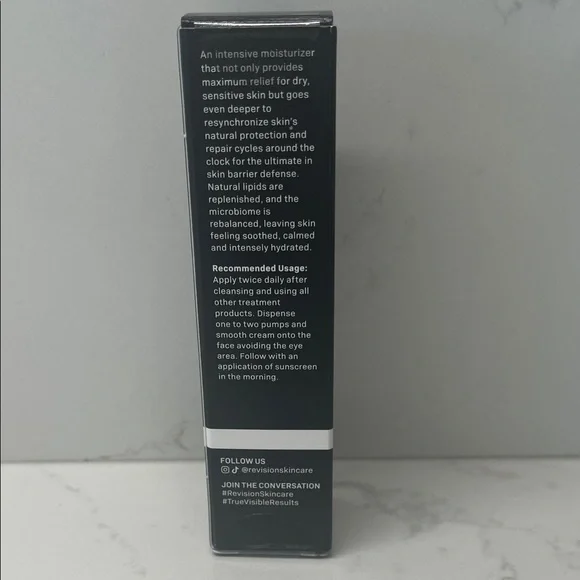 An intensive moisturizer
that not only provides
maximum relief for dry,
sensitive skin but goes
even deeper to
resynchronize skin's
natural protection and
repair cycles around the
clock for the ultimate in
skin barrier defense.
Natural lipids are
replenished, and the
microbiome is
rebalanced, leaving skin
feeling soothed, calmed
and intensely hydrated.
Recommended Usage:
Apply twice daily after
cleansing and using all
other treatment
products. Dispense
one to two pumps and
smooth cream onto the
face avoiding the eye
area. Follow with an
application of sunscreen
in the morning.
FOLLOW US
@revisionskincare
JOIN THE CONVERSATION
#RevisionSkincare
#TrueVisibleResults